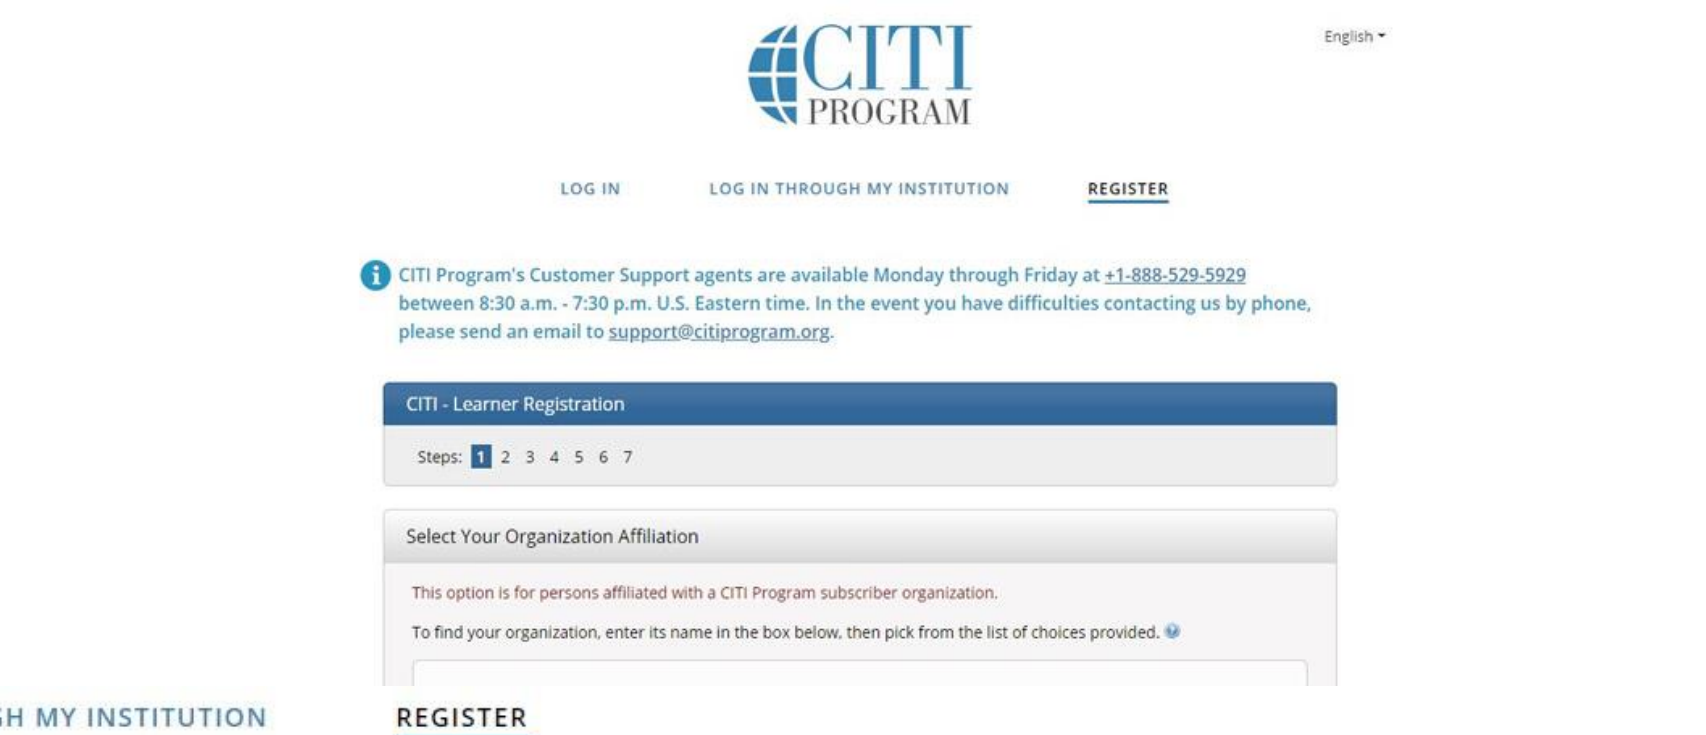 CITI
PROGRAM
English
LOG IN
LOG IN THROUGH MY INSTITUTION
REGISTER
CITI Program's Customer Support agents are available Monday through Friday at +1-888-529-5929
between 8:30 a.m. - 7:30 p.m. U.S. Eastern time. In the event you have difficulties contacting us by phone,
please send an email to support@citiprogram.org.
CITI - Learner Registration
Steps: 1 2 3 4 5 6 7
Select Your Organization Affiliation
This option is for persons affiliated with a CITI Program subscriber organization.
To find your organization, enter its name in the box below, then pick from the list of choices provided.
GH MY INSTITUTION
REGISTER